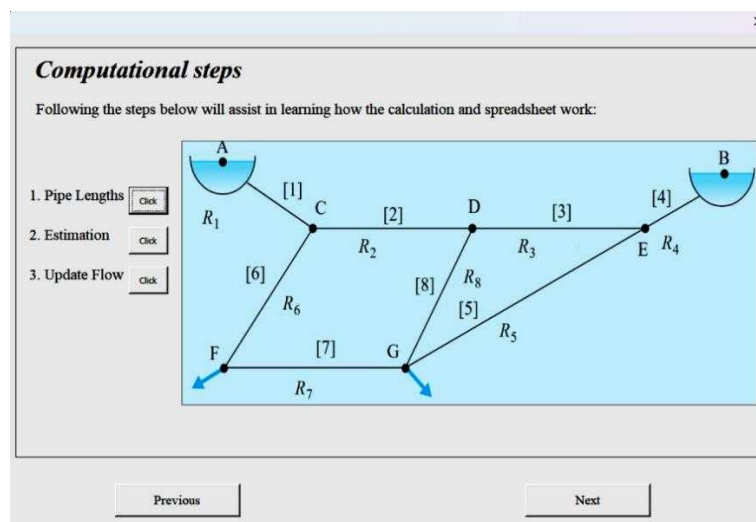 Computational steps
Following the steps below will assist in learning how the calculation and spreadsheet work:
1. Pipe Lengths Click
2. Estimation Click
3. Update Flow Click
A
B
[1]
[4]
R1
C
[2]
D
[3]
R2
R3
E R4
[6]
[8] R8
R6
[5]
R5
F
[7]
G
R7
Previous
Next